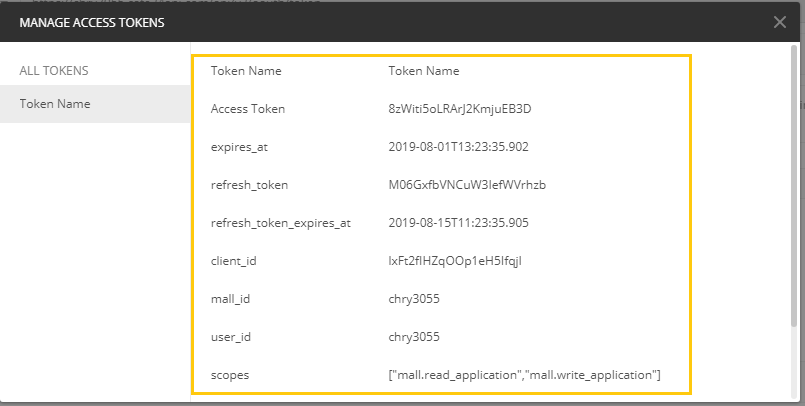 MANAGE ACCESS TOKENS
ALL TOKENS
Token Name
Token Name Token Name
Access Token 8zWiti5oLRArJ2KmjuEB3D
expires_at 2019-08-01T13:23:35.902
refresh_token M06GxfbVNCuW3lefWVrhzb
refresh_token_expires_at 2019-08-15T11:23:35.905
client_id lxFt2flHZqOOp1eH5lfqjI
mall_id chry3055
user_id chry3055
scopes ["mall.read_application","mall.write_application"]